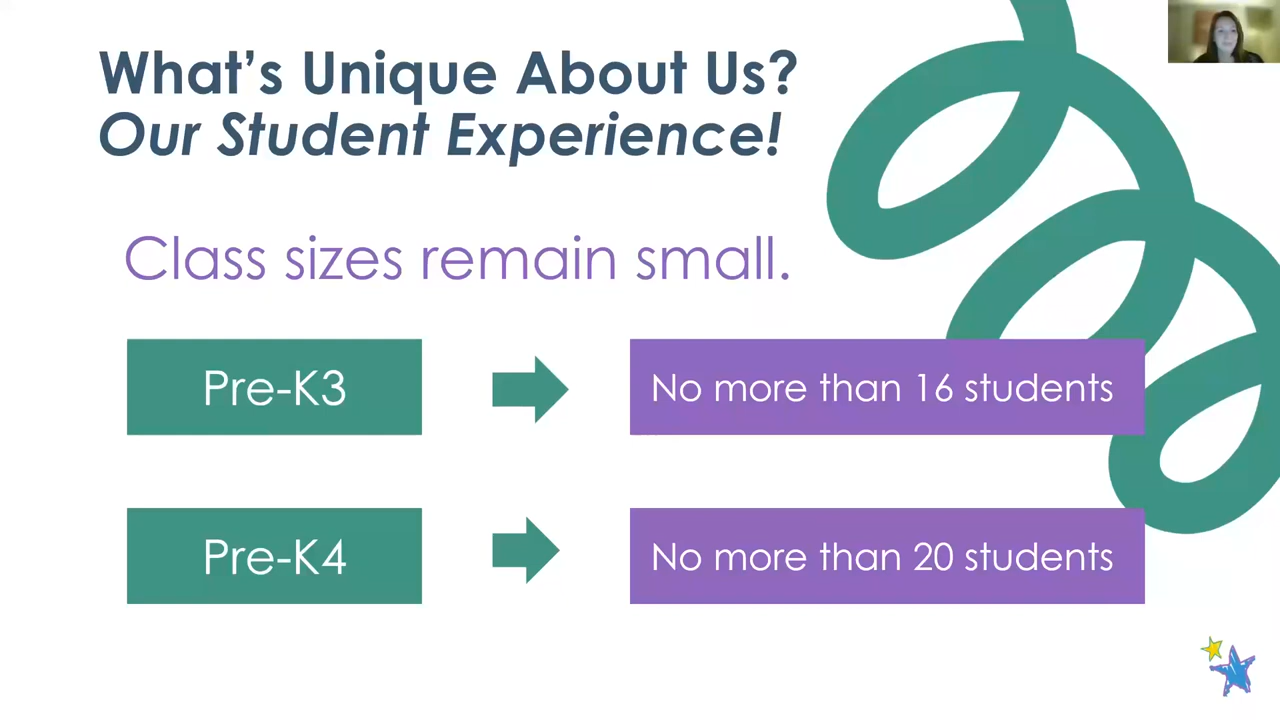 What's Unique About Us?
Our Student Experience!
Class sizes remain small.
Pre-K3
No more than 16 students
Pre-K4
No more than 20 students